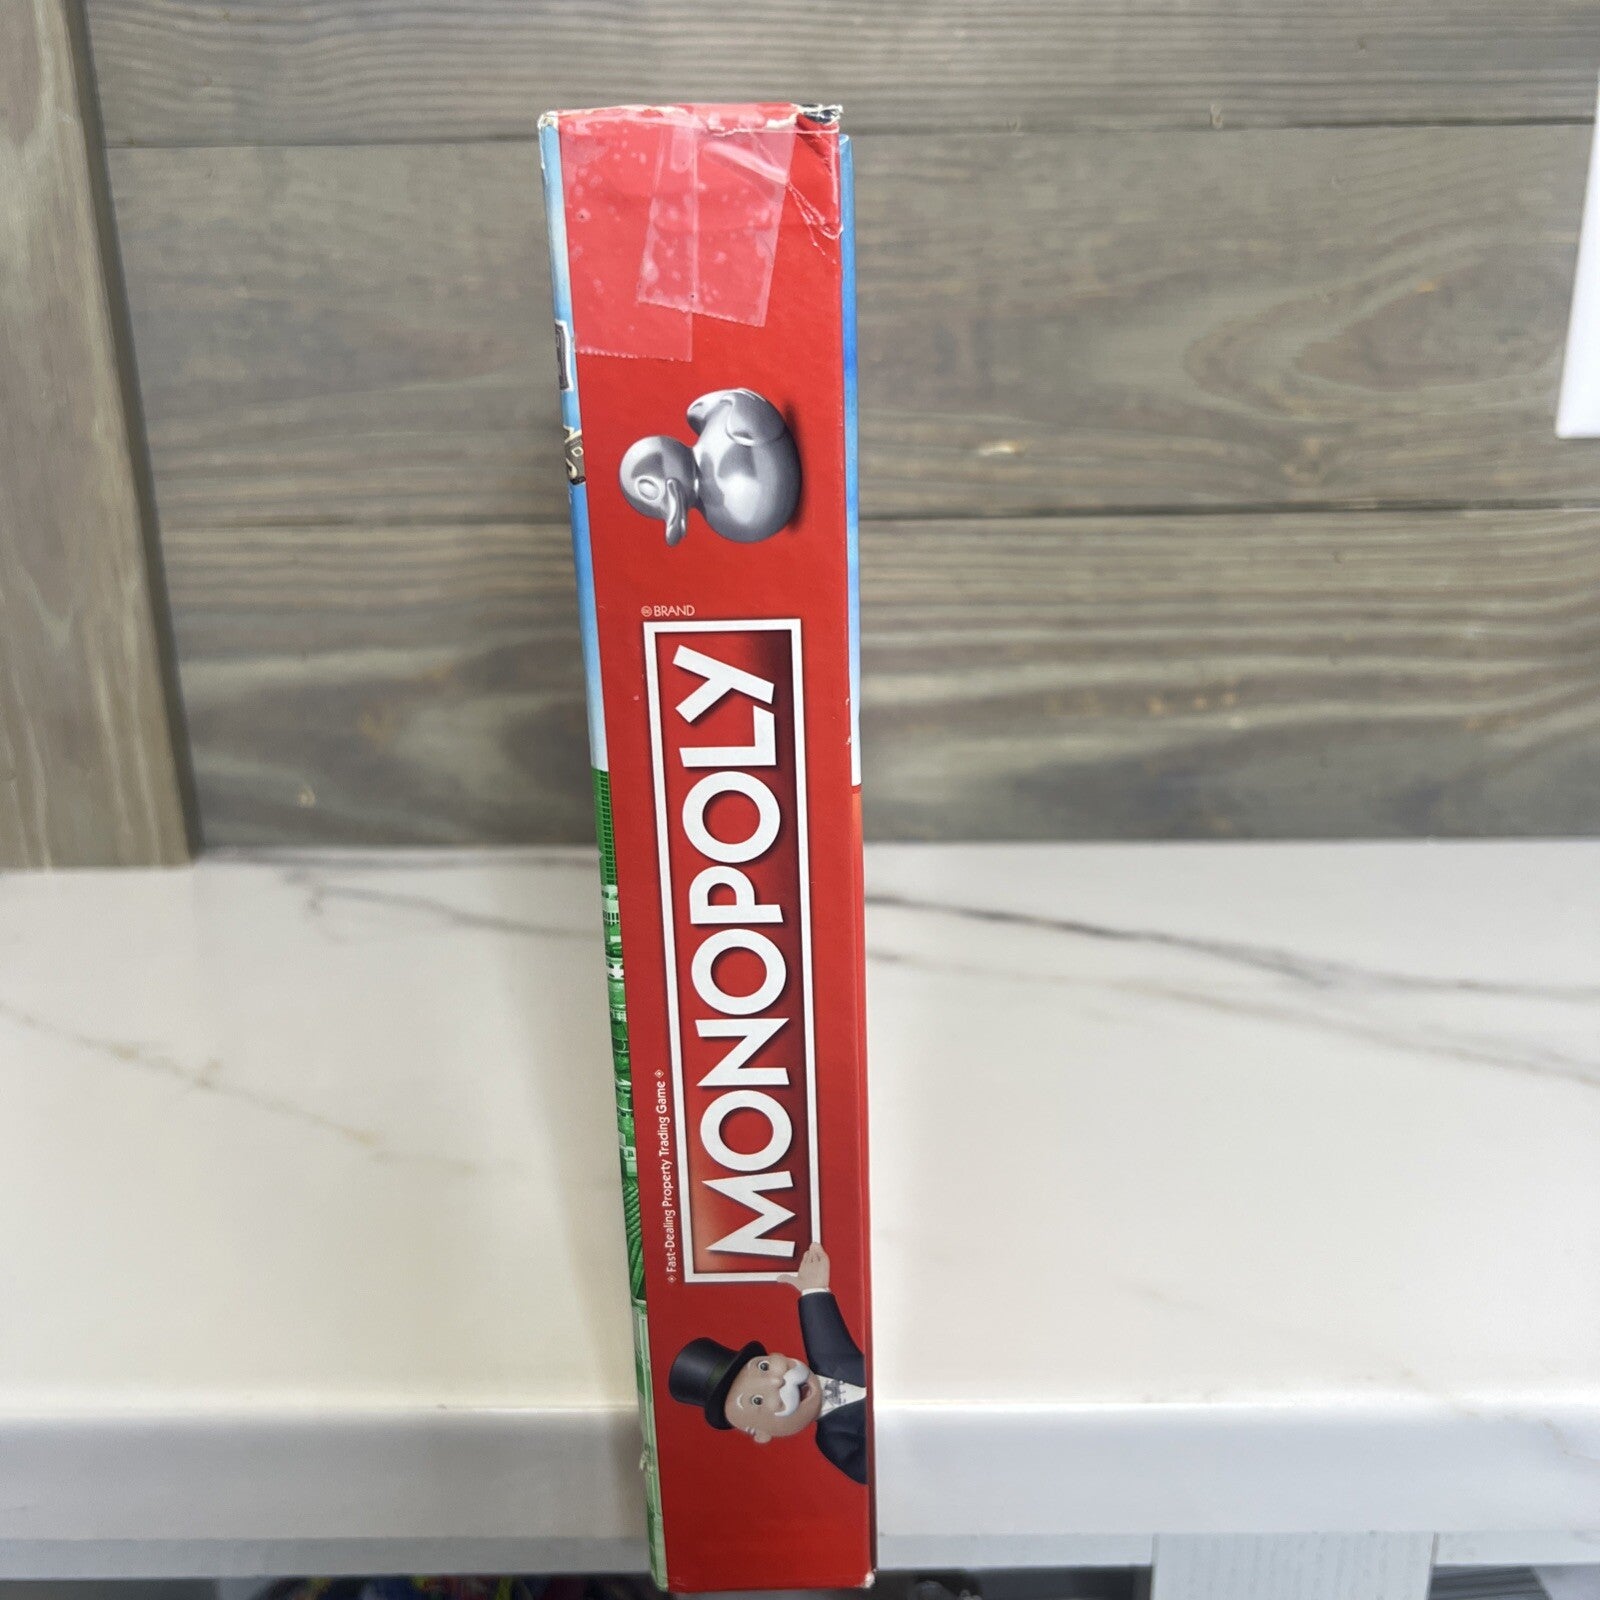 BRAND
MONOPOLY
Fast-Dealing Property Trading Game